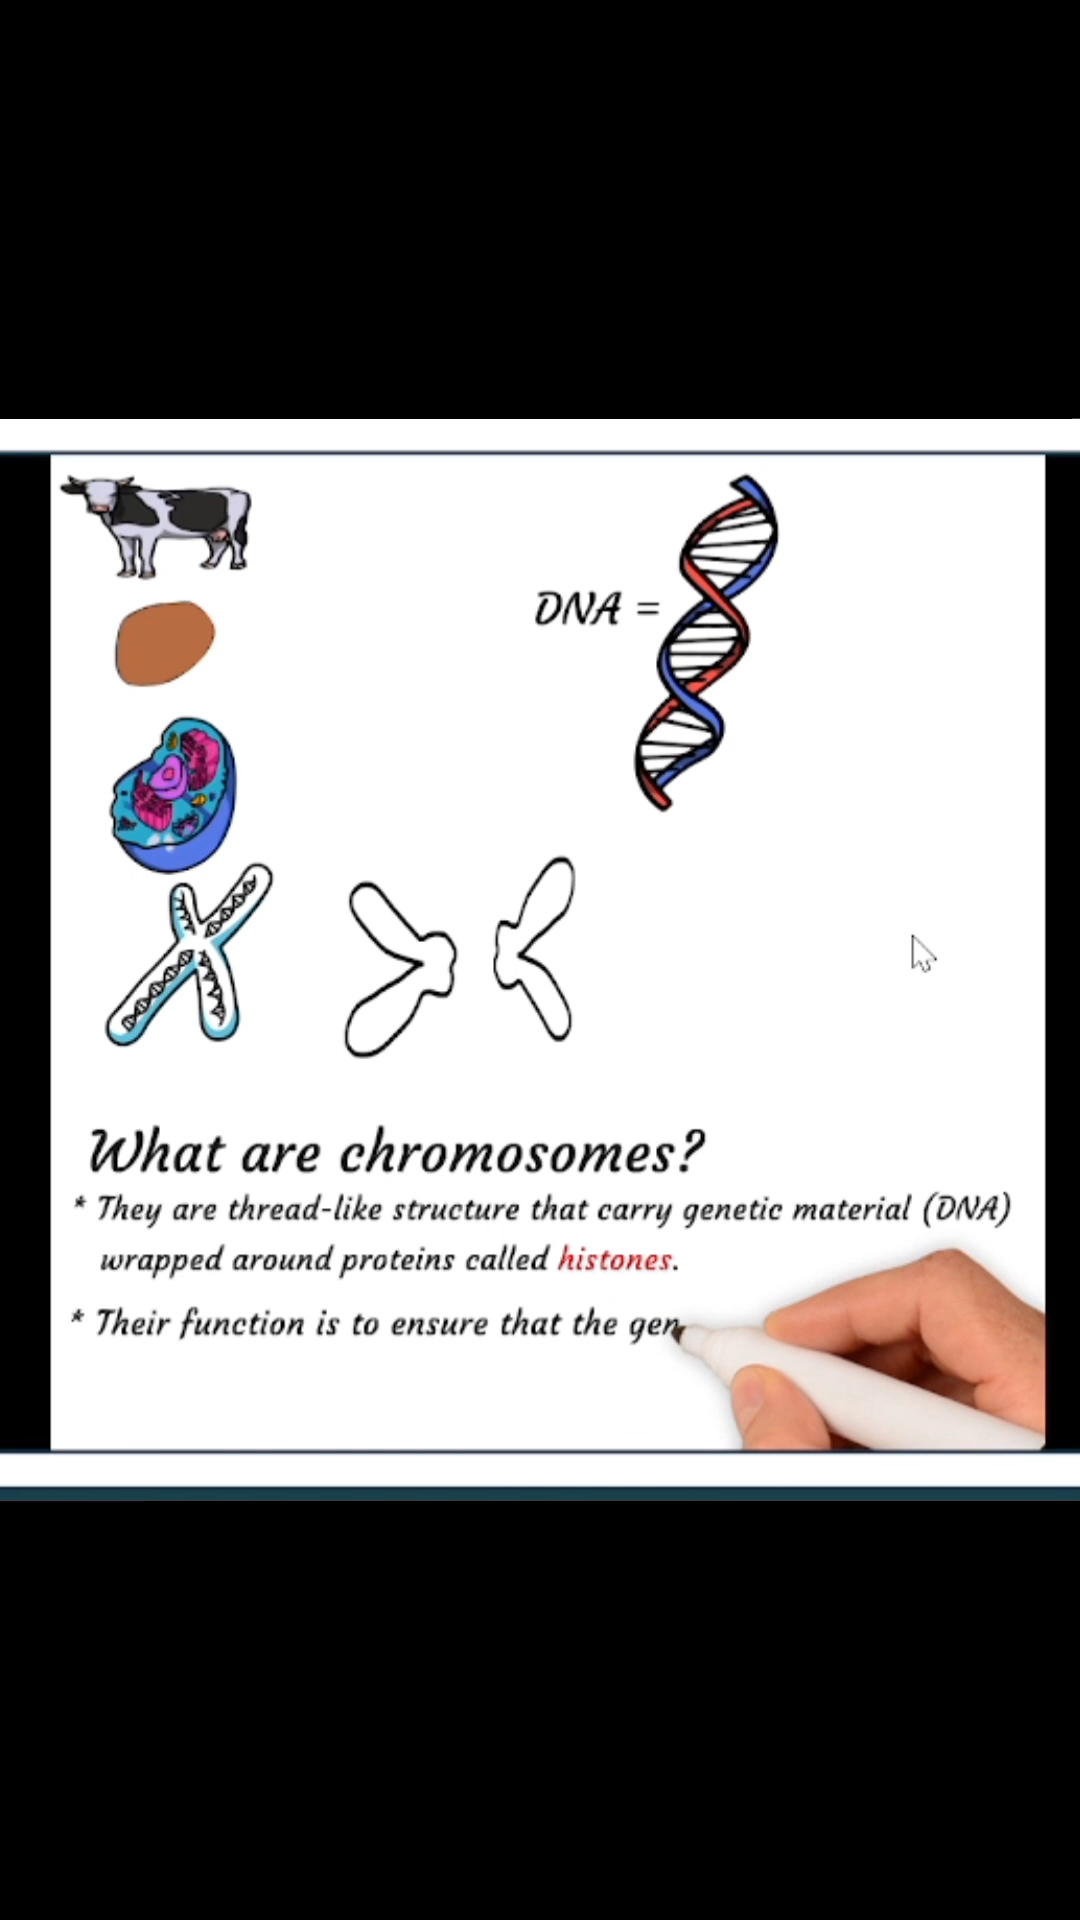 DNA =
What are chromosomes?
* They are thread-like structure that carry genetic material (DNA)
wrapped around proteins called histones.
* Their function is to ensure that the gen